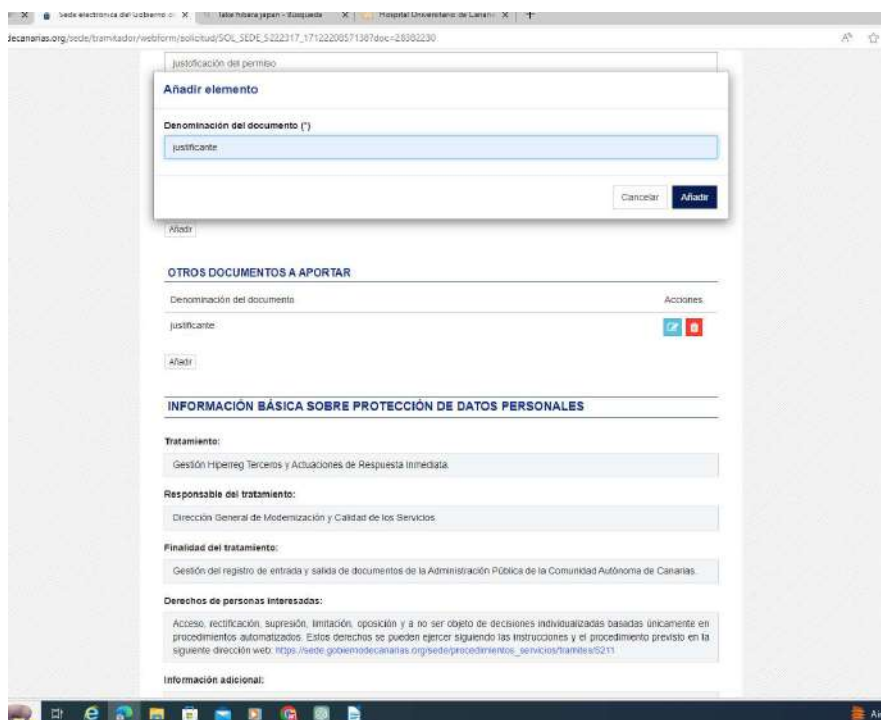 Sede electrónica del Gobierno d
Hospital Universitario de Canari
decanarias.org/sede/tramitador/webform/solicitud/SOL_SEDE_S222317
justoficación del permiso
Añadir elemento
Denominación del documento (*)
justificante
Cancelar Añadir
Añadir
OTROS DOCUMENTOS A APORTAR
Denominación del documento Acciones
justificante
Añadir
INFORMACIÓN BÁSICA SOBRE PROTECCIÓN DE DATOS PERSONALES
Tratamiento:
Gestión Hiperreg Terceros y Actuaciones de Respuesta Inmediata.
Responsable del tratamiento:
Dirección General de Modernización y Calidad de los Servicios
Finalidad del tratamiento:
Gestión del registro de entrada y salida de documentos de la Administración Pública de la Comunidad Autónoma de Canarias.
Derechos de personas interesadas:
Acceso, rectificación, supresión, limitación, oposición y a no ser objeto de decisiones individualizadas basadas únicamente en
procedimientos automatizados. Estos derechos se pueden ejercer siguiendo las instrucciones y el procedimiento previsto en la
siguiente dirección web: https://sede.gobiernodecanarias.org/sede/procedimientos_servicios/tramites/5211
Información adicional: